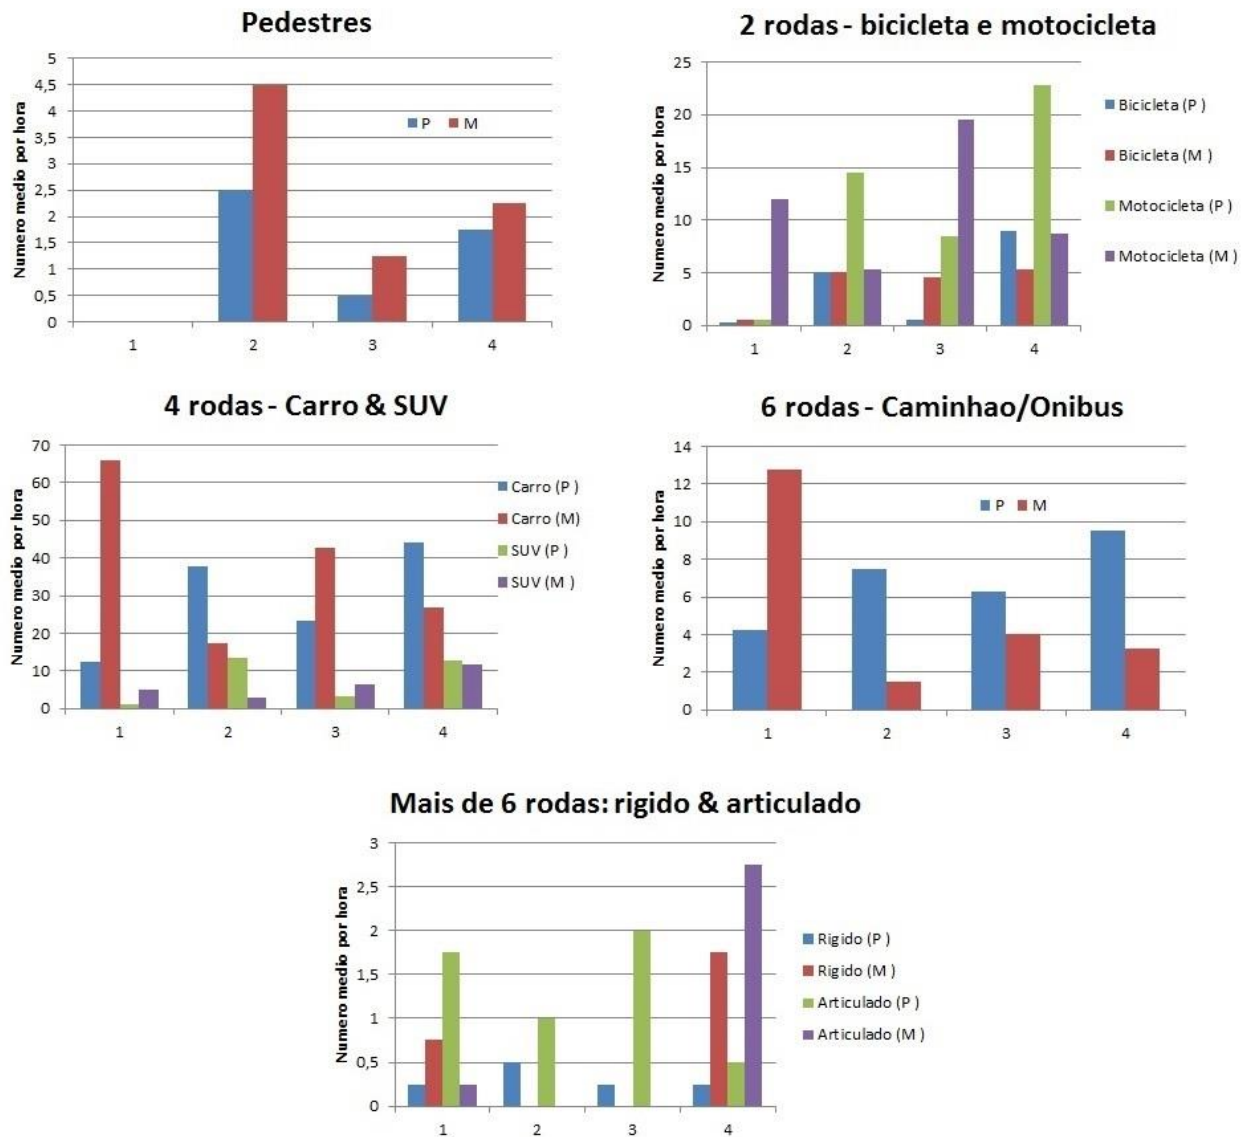 Pedestres
Numero medio por hora
5
4,5
4
3,5
3
2,5
2
1,5
1
0,5
0
P M
1 2 3 4
2 rodas - bicicleta e motocicleta
Numero medio por hora
25
20
15
10
5
0
Bicicleta (P )
Bicicleta (M )
Motocicleta (P )
Motocicleta (M )
1 2 3 4
4 rodas - Carro & SUV
Numero medio por hora
70
60
50
40
30
20
10
0
Carro (P )
Carro (M)
SUV (P )
SUV (M )
1 2 3 4
6 rodas - Caminhao/Onibus
Numero medio por hora
14
12
10
8
6
4
2
0
P M
1 2 3 4
Mais de 6 rodas: rigido & articulado
Numero medio por hora
3
2,5
2
1,5
1
0,5
0
Rigido (P )
Rigido (M )
Articulado (P )
Articulado (M )
1 2 3 4